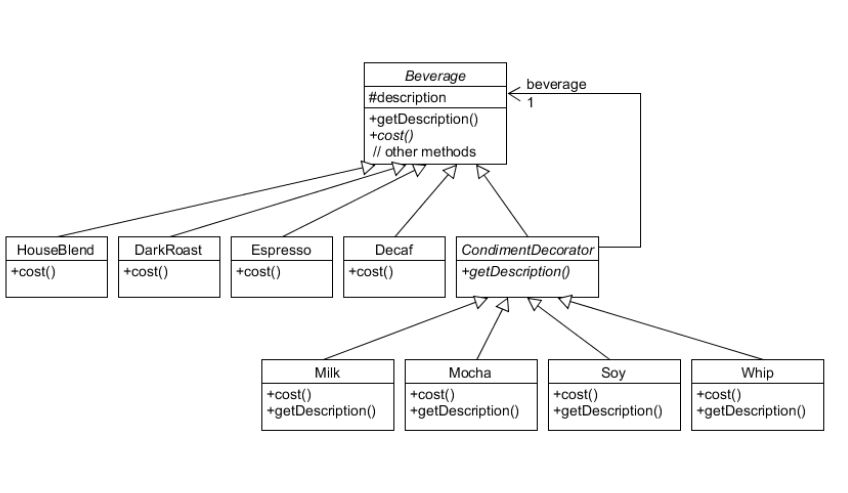 Beverage
#description
+getDescription()
+cost()
// other methods
beverage
1
HouseBlend
+cost()
DarkRoast
+cost()
Espresso
+cost()
Decaf
+cost()
CondimentDecorator
+getDescription()
Milk
+cost()
+getDescription()
Mocha
+cost()
+getDescription()
Soy
+cost()
+getDescription()
Whip
+cost()
+getDescription()